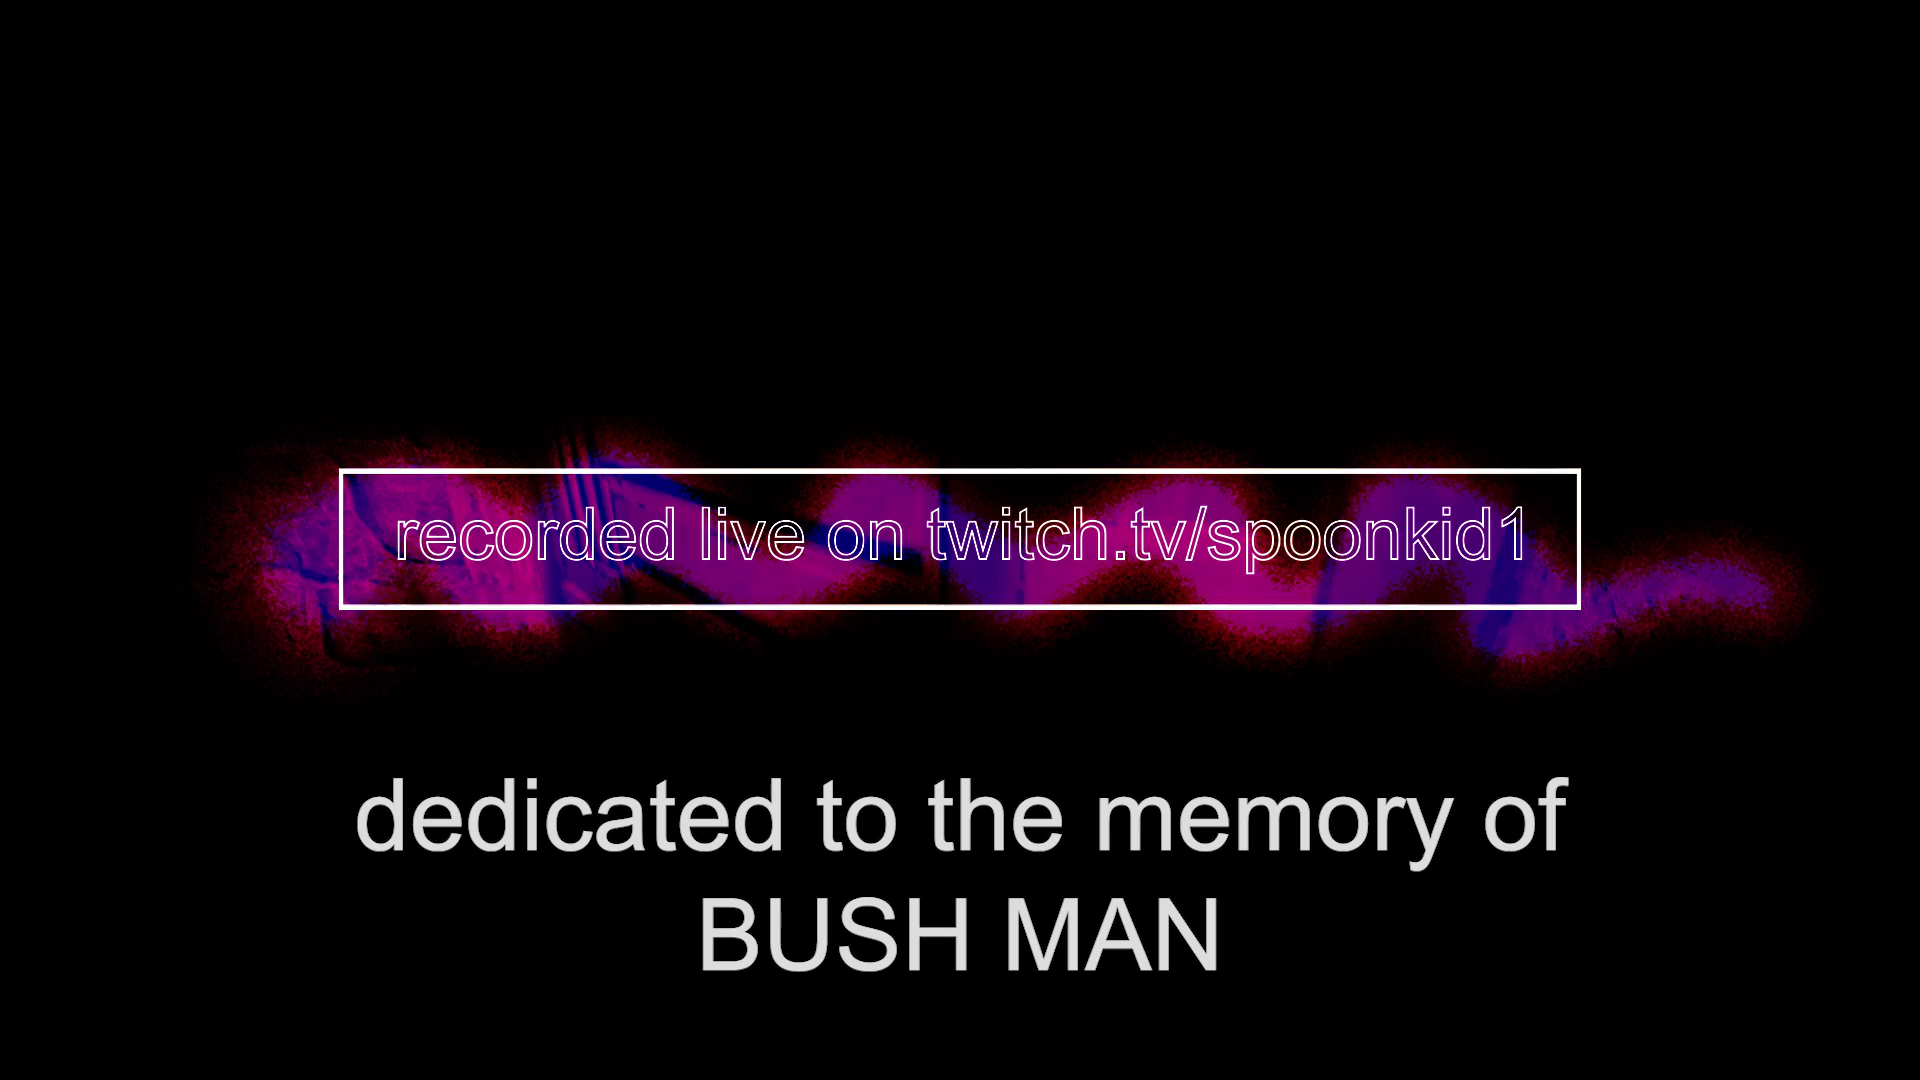 recorded live on twitch.tv/spoonkid1
dedicated to the memory of
BUSH MAN